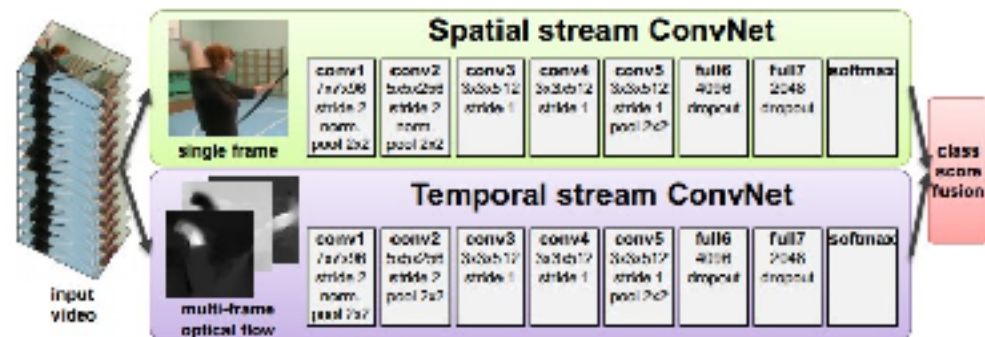 Spatial stream ConvNet
conv1
7x7x96
stride 2
norm.
pool 2x2
conv2
5x5x256
stride 2
norm.
pool 2x2
conv3
3x3x512
stride 1
conv4
3x3x512
stride 1
conv5
3x3x512
stride 1
pool 2x2
full6
4096
dropout
full7
2048
dropout
softmax
single frame
Temporal stream ConvNet
conv1
7x7x96
stride 2
norm.
pool 2x2
conv2
5x5x256
stride 2
pool 2x2
conv3
3x3x512
stride 1
conv4
3x3x512
stride 1
conv5
3x3x512
stride 1
pool 2x2
full6
4096
dropout
full7
2048
dropout
softmax
multi-frame
optical flow
input
video
class
score
fusion